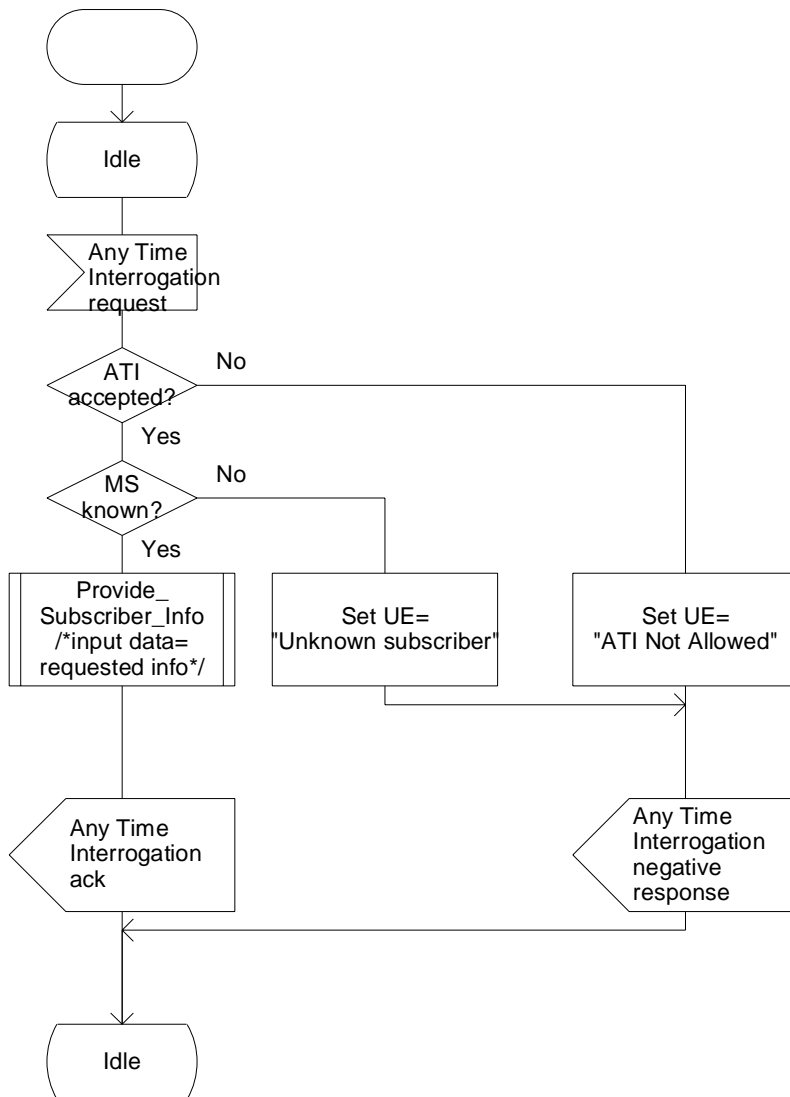 Idle
Any Time
Interrogation
request
ATI
accepted?
No
Yes
MS
known?
No
Yes
Provide_
Subscriber_Info
/*input data=
requested info*/
Set UE=
"Unknown subscriber"
Set UE=
"ATI Not Allowed"
Any Time
Interrogation
ack
Any Time
Interrogation
negative
response
Idle